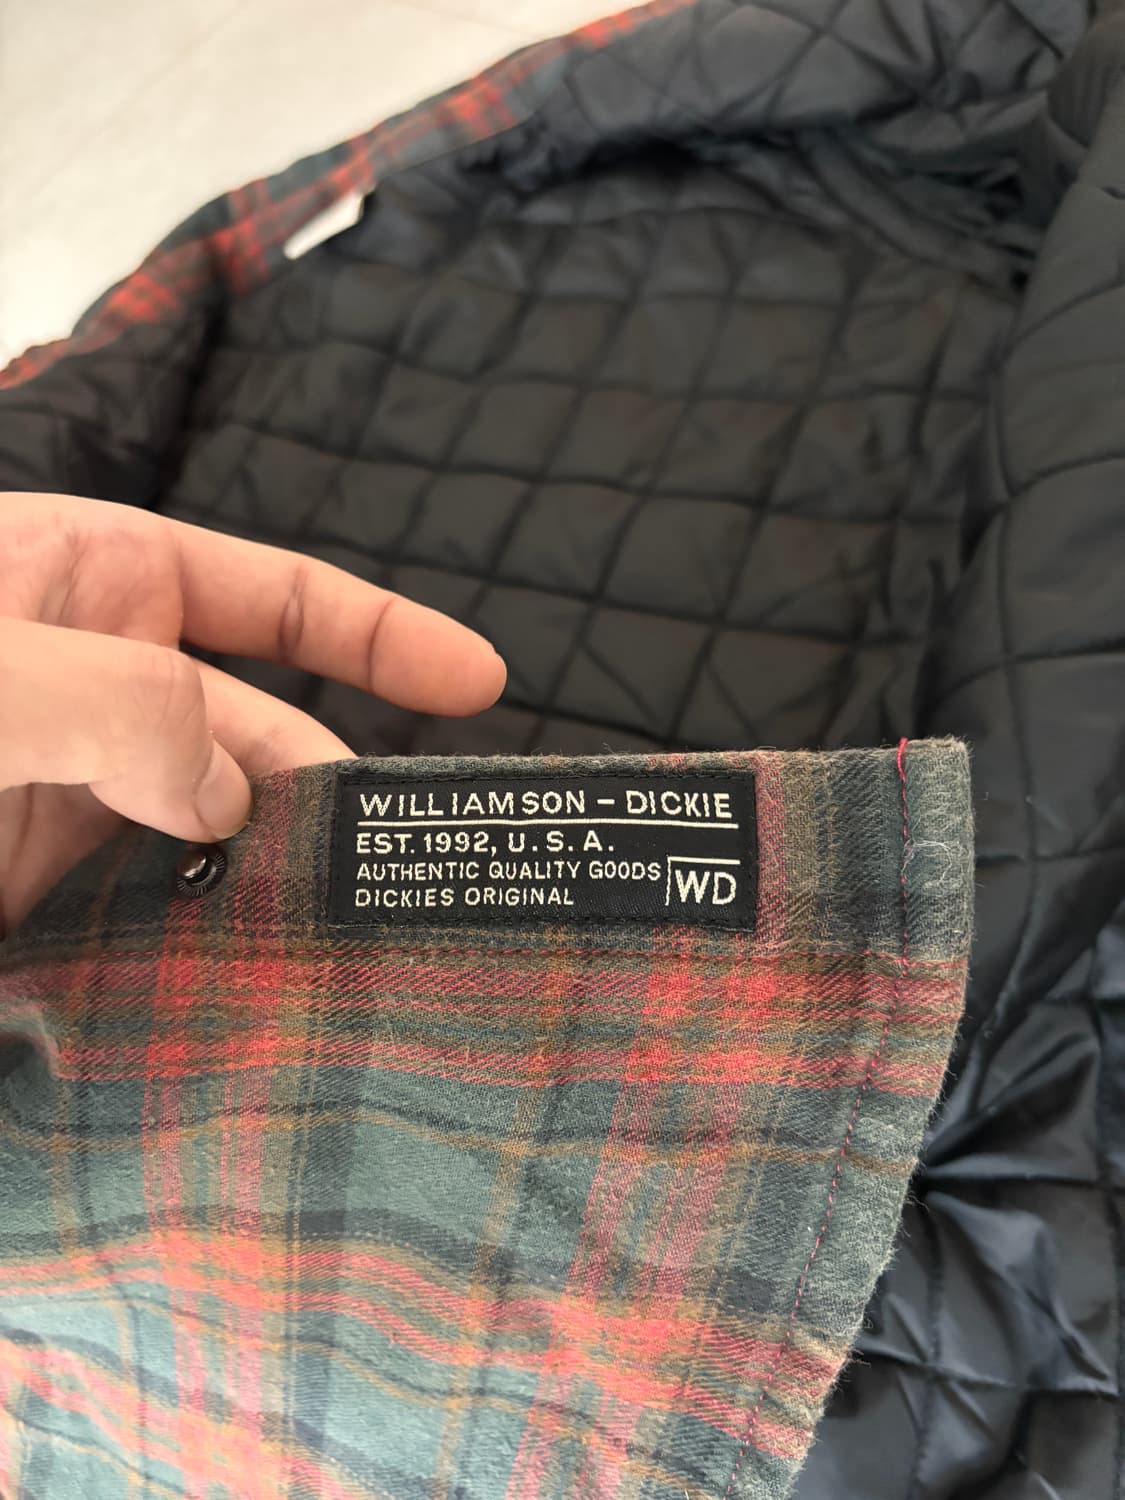 WILLIAMSON – DICKIE
EST. 1992, U.S.A.
AUTHENTIC QUALITY GOODS
DICKIES ORIGINAL
WD